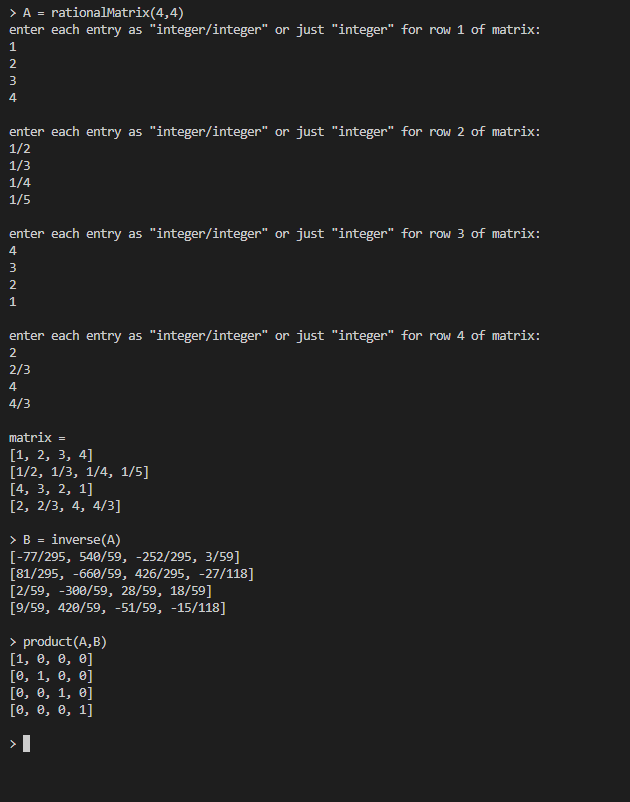 > A = rationalMatrix(4,4)
enter each entry as "integer/integer" or just "integer" for row 1 of matrix:
1
2
3
4
enter each entry as "integer/integer" or just "integer" for row 2 of matrix:
1/2
1/3
1/4
1/5
enter each entry as "integer/integer" or just "integer" for row 3 of matrix:
4
3
2
1
enter each entry as "integer/integer" or just "integer" for row 4 of matrix:
2
2/3
4
4/3
matrix =
[1, 2, 3, 4]
[1/2, 1/3, 1/4, 1/5]
[4, 3, 2, 1]
[2, 2/3, 4, 4/3]
> B = inverse(A)
[-77/295, 540/59, -252/295, 3/59]
[81/295, -660/59, 426/295, -27/118]
[2/59, -300/59, 28/59, 18/59]
[9/59, 420/59, -51/59, -15/118]
> product(A,B)
[1, 0, 0, 0]
[0, 1, 0, 0]
[0, 0, 1, 0]
[0, 0, 0, 1]
>